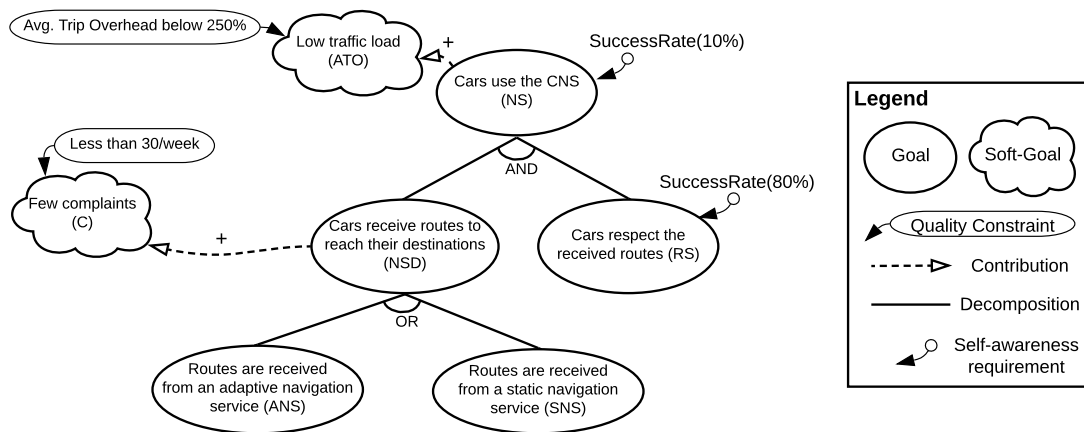 Avg. Trip Overhead below 250%
Low traffic load
(ATO)
+
SuccessRate(10%)
Cars use the CNS
(NS)
AND
Less than 30/week
Few complaints
(C)
+
SuccessRate(80%)
Cars receive routes to
reach their destinations
(NSD)
Cars respect the
received routes (RS)
OR
Routes are received
from an adaptive navigation
service (ANS)
Routes are received
from a static navigation
service (SNS)
Legend
Goal
Soft-Goal
Quality Constraint
Contribution
Decomposition
Self-awareness
requirement